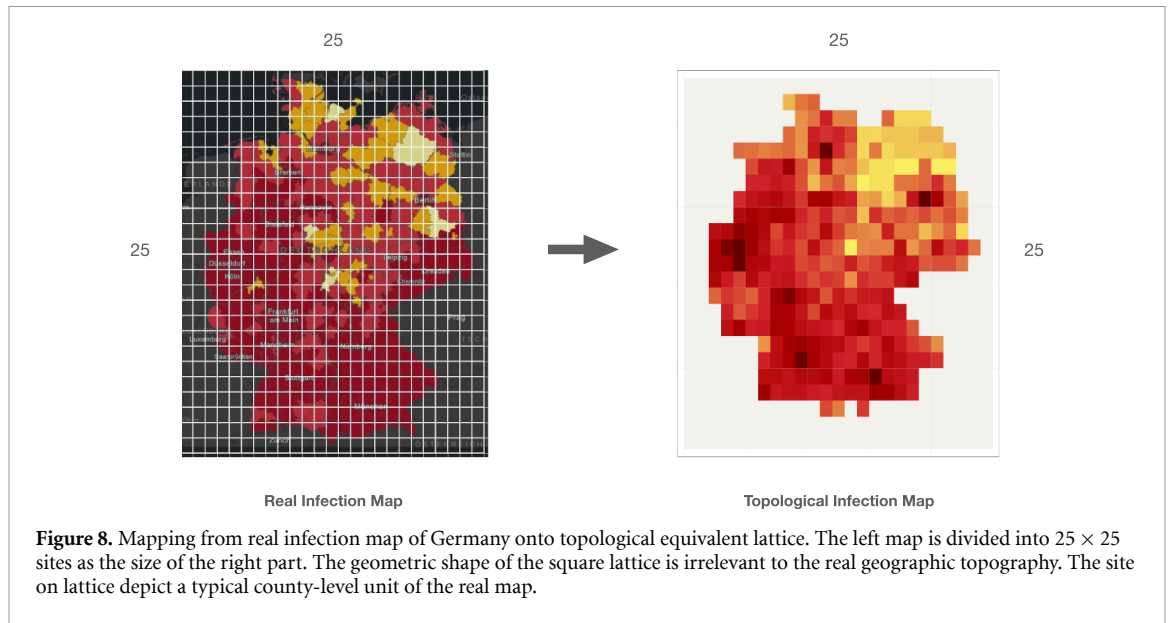 25
25
25
25
Stettin
Bremen
Berlin
Bielefeld
DEUTSCHLAND
Essen
Düsseldorf
Köln
Leipzig
Dresden
Chemnitz
Frankfurt
am Main
Prag
Luxemburg
Mannheim
Nürnberg
Saarbrücken
Stuttgart
München
Zürich
ÖSTERREICH
Real Infection Map
Topological Infection Map
Figure 8. Mapping from real infection map of Germany onto topological equivalent lattice. The left map is divided into 25 × 25
sites as the size of the right part. The geometric shape of the square lattice is irrelevant to the real geographic topography. The site
on lattice depict a typical county-level unit of the real map.